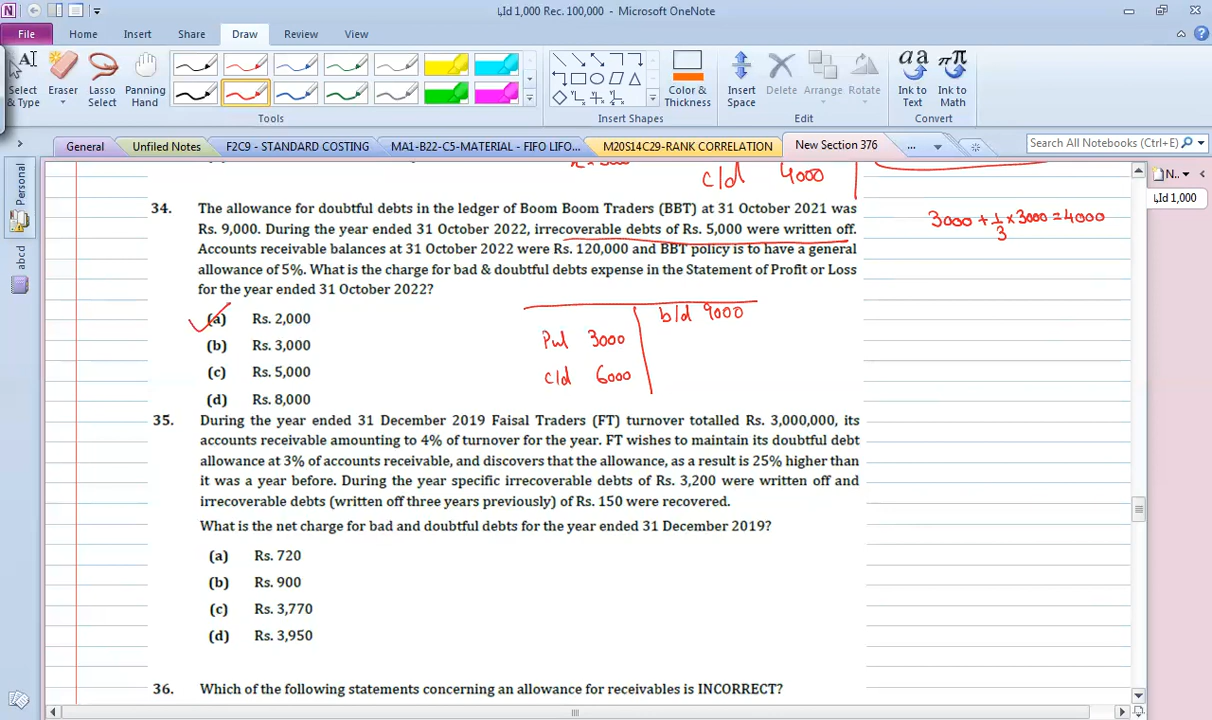 ل,Id 1,000 Rec. 100,000 - Microsoft OneNote
File Home Insert Share Draw Review View
Select & Type
Eraser
Lasso Select
Panning Hand
Color & Thickness
Insert Space
Delete
Arrange
Rotate
Ink to Text
Ink to Math
Tools Insert Shapes Edit Convert
General Unfiled Notes F2C9 - STANDARD COSTING MA1-B22-C5-MATERIAL - FIFO LIFO... M20S14C29-RANK CORRELATION New Section 376 ... Search All Notebooks (Ctrl+E)
Personal
abcd
N..
ل,Id 1,000
c/d 4000
3000 + 1/3 × 3000 = 4000
34. The allowance for doubtful debts in the ledger of Boom Boom Traders (BBT) at 31 October 2021 was
Rs. 9,000. During the year ended 31 October 2022, irrecoverable debts of Rs. 5,000 were written off.
Accounts receivable balances at 31 October 2022 were Rs. 120,000 and BBT policy is to have a general
allowance of 5%. What is the charge for bad & doubtful debts expense in the Statement of Profit or Loss
for the year ended 31 October 2022?
(a) Rs. 2,000
(b) Rs. 3,000
(c) Rs. 5,000
(d) Rs. 8,000
b/d 9000
Pnl 3000
c/d 6000
35. During the year ended 31 December 2019 Faisal Traders (FT) turnover totalled Rs. 3,000,000, its
accounts receivable amounting to 4% of turnover for the year. FT wishes to maintain its doubtful debt
allowance at 3% of accounts receivable, and discovers that the allowance, as a result is 25% higher than
it was a year before. During the year specific irrecoverable debts of Rs. 3,200 were written off and
irrecoverable debts (written off three years previously) of Rs. 150 were recovered.
What is the net charge for bad and doubtful debts for the year ended 31 December 2019?
(a) Rs. 720
(b) Rs. 900
(c) Rs. 3,770
(d) Rs. 3,950
36. Which of the following statements concerning an allowance for receivables is INCORRECT?